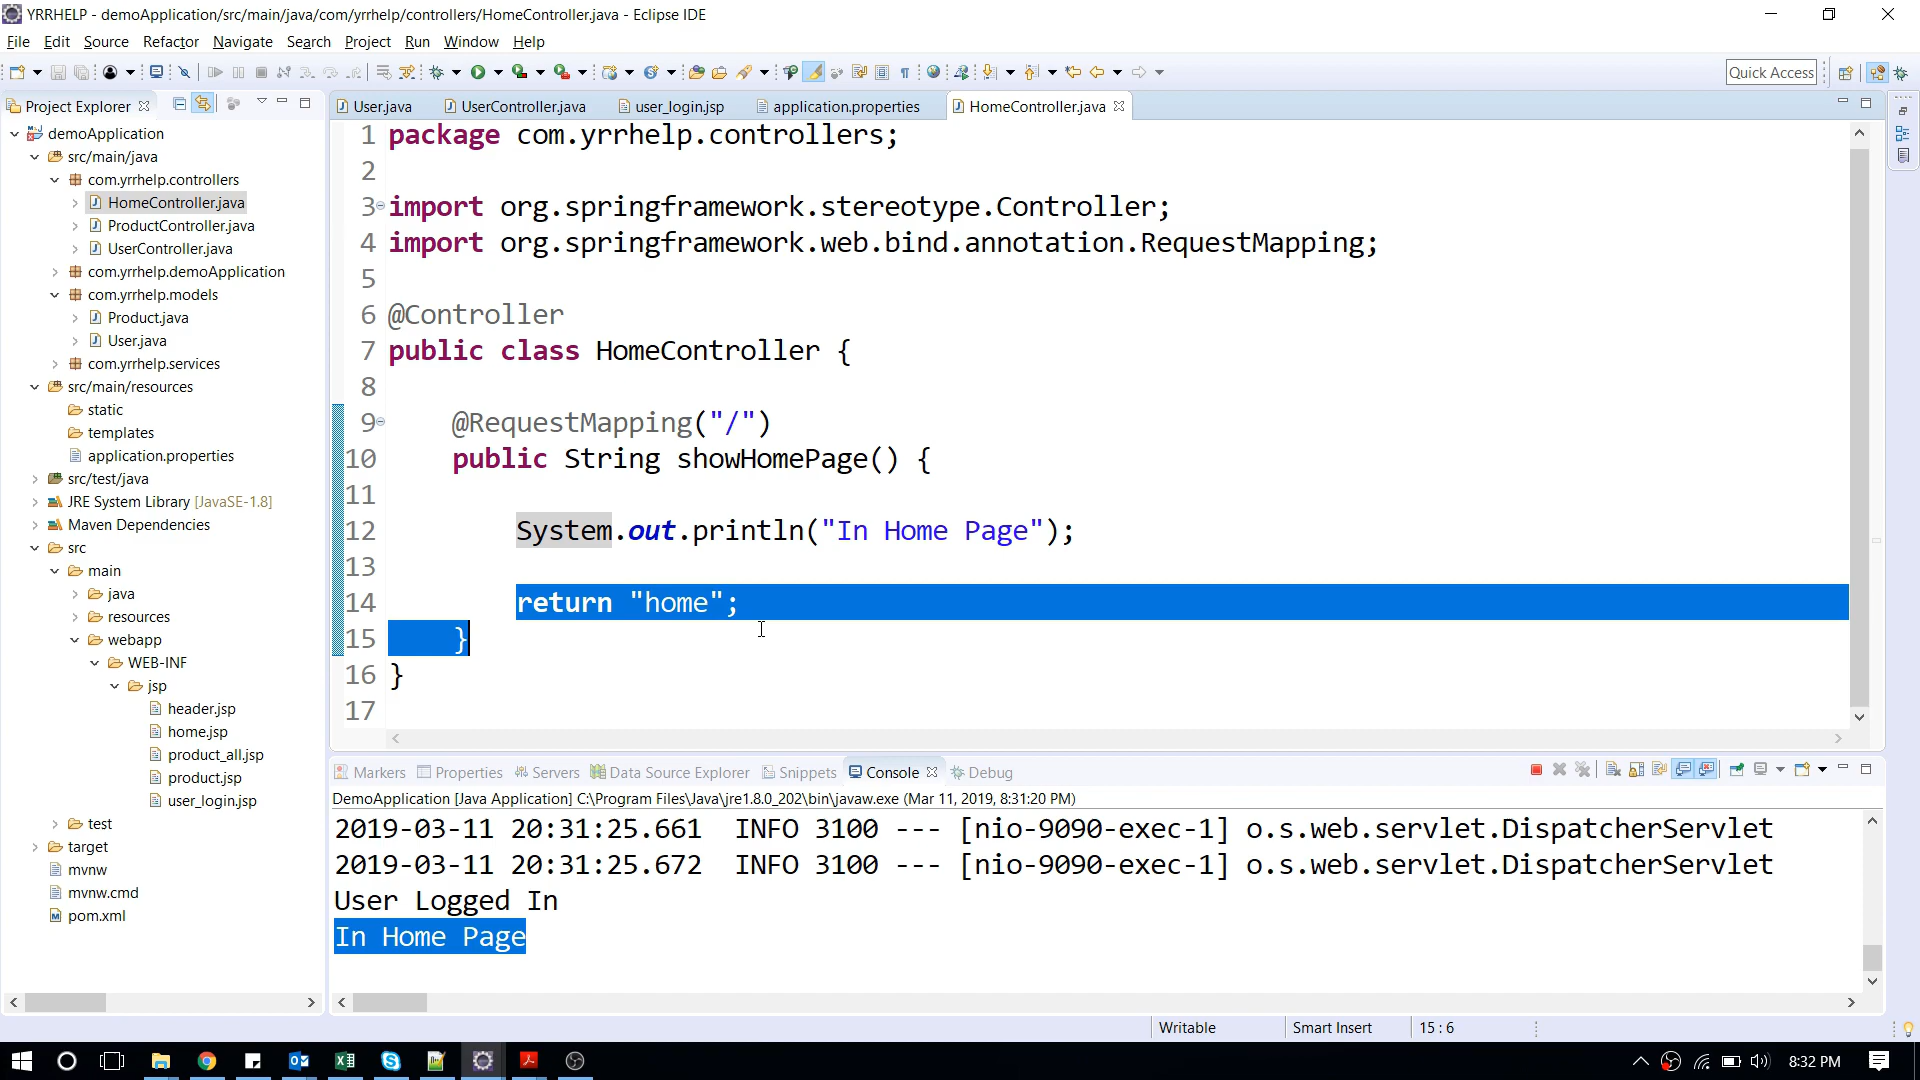 YRRHELP - demoApplication/src/main/java/com/yrrhelp/controllers/HomeController.java - Eclipse IDE
File Edit Source Refactor Navigate Search Project Run Window Help
Quick Access
Project Explorer
User.java UserController.java user_login.jsp application.properties HomeController.java
demoApplication
src/main/java
com.yrrhelp.controllers
HomeController.java
ProductController.java
UserController.java
com.yrrhelp.demoApplication
com.yrrhelp.models
Product.java
User.java
com.yrrhelp.services
src/main/resources
static
templates
application.properties
src/test/java
JRE System Library [JavaSE-1.8]
Maven Dependencies
src
main
java
resources
webapp
WEB-INF
jsp
header.jsp
home.jsp
product_all.jsp
product.jsp
user_login.jsp
test
target
mvnw
mvnw.cmd
pom.xml
1 package com.yrrhelp.controllers;
2
3 import org.springframework.stereotype.Controller;
4 import org.springframework.web.bind.annotation.RequestMapping;
5
6 @Controller
7 public class HomeController {
8
9 @RequestMapping("/")
10 public String showHomePage() {
11
12 System.out.println("In Home Page");
13
14 return "home";
15 }
16 }
17
Markers Properties Servers Data Source Explorer Snippets Console Debug
DemoApplication [Java Application] C:\Program Files\Java\jre1.8.0_202\bin\javaw.exe (Mar 11, 2019, 8:31:20 PM)
2019-03-11 20:31:25.661 INFO 3100 --- [nio-9090-exec-1] o.s.web.servlet.DispatcherServlet
2019-03-11 20:31:25.672 INFO 3100 --- [nio-9090-exec-1] o.s.web.servlet.DispatcherServlet
User Logged In
In Home Page
Writable Smart Insert 15 : 6
8:32 PM